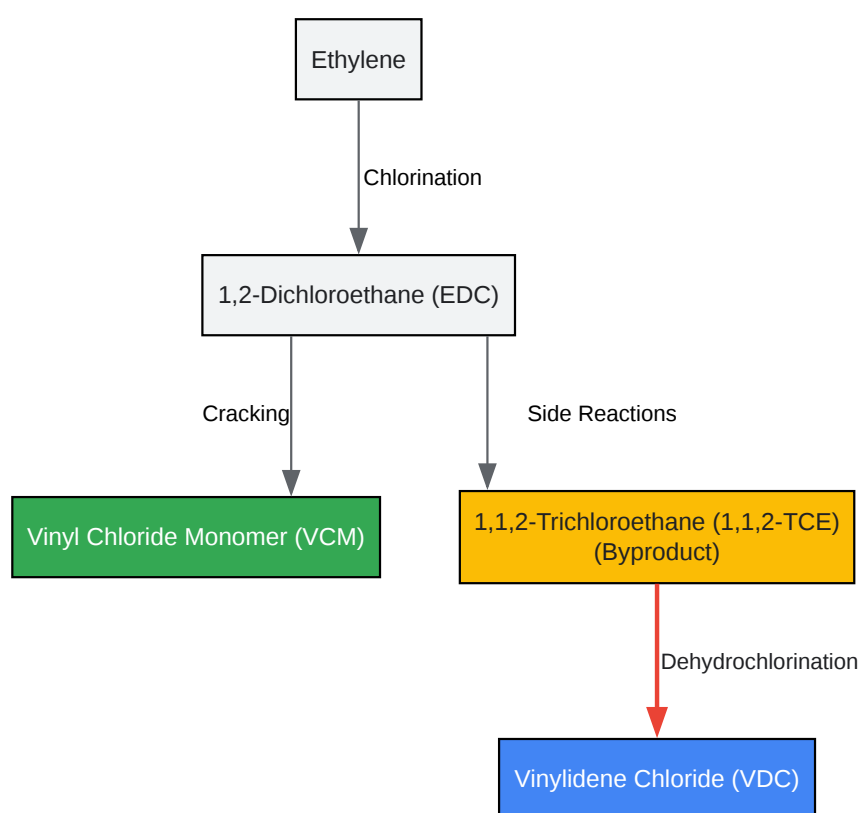 Ethylene
Chlorination
1,2-Dichloroethane (EDC)
Cracking
Side Reactions
Vinyl Chloride Monomer (VCM)
1,1,2-Trichloroethane (1,1,2-TCE)
(Byproduct)
Dehydrochlorination
Vinylidene Chloride (VDC)